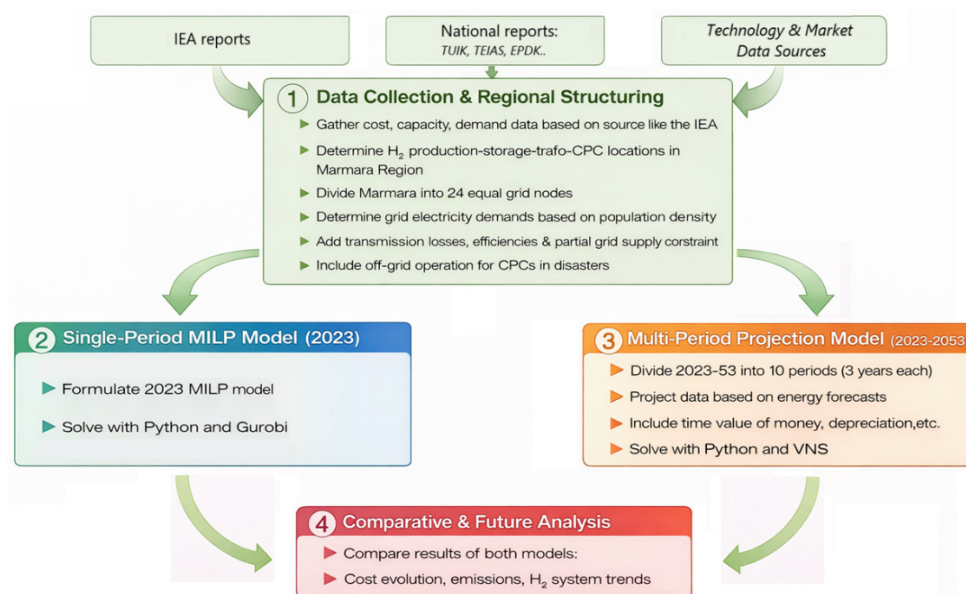 IEA reports
National reports:
TUIK, TEIAS, EPDK..
Technology & Market
Data Sources
1 Data Collection & Regional Structuring
Gather cost, capacity, demand data based on source like the IEA
Determine H₂ production-storage-trafo-CPC locations in
Marmara Region
Divide Marmara into 24 equal grid nodes
Determine grid electricity demands based on population density
Add transmission losses, efficiencies & partial grid supply constraint
Include off-grid operation for CPCs in disasters
2 Single-Period MILP Model (2023)
Formulate 2023 MILP model
Solve with Python and Gurobi
3 Multi-Period Projection Model (2023-2053)
Divide 2023-53 into 10 periods (3 years each)
Project data based on energy forecasts
Include time value of money, depreciation,etc.
Solve with Python and VNS
4 Comparative & Future Analysis
Compare results of both models:
Cost evolution, emissions, H₂ system trends